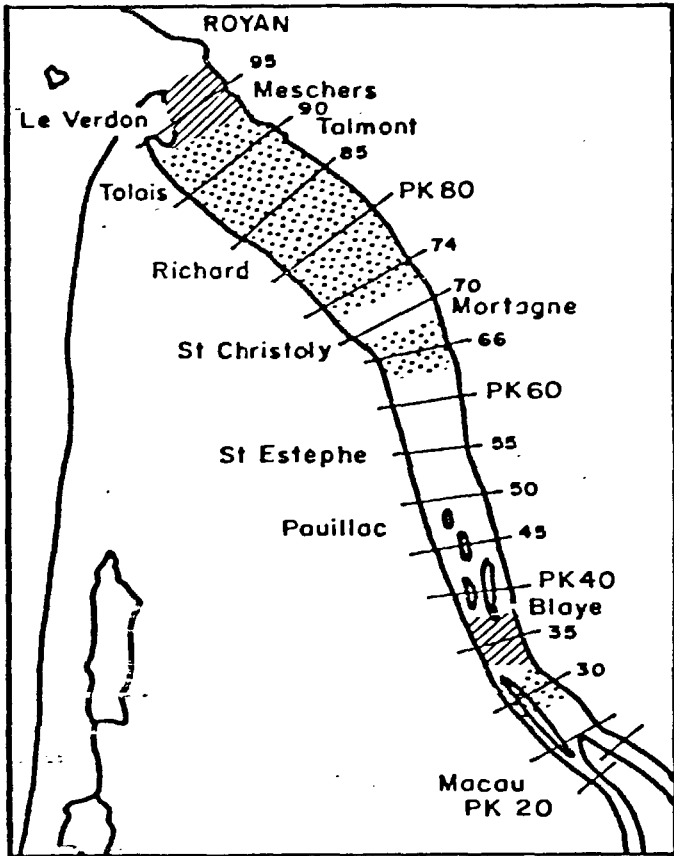 ROYAN
95
Meschers
Le Verdon
90
Talmont
85
Talais
PK 80
74
Richard
70
Mortagne
St Christoly
66
PK 60
St Estephe
55
50
Pauillac
45
PK 40
Blaye
35
30
Macau
PK 20